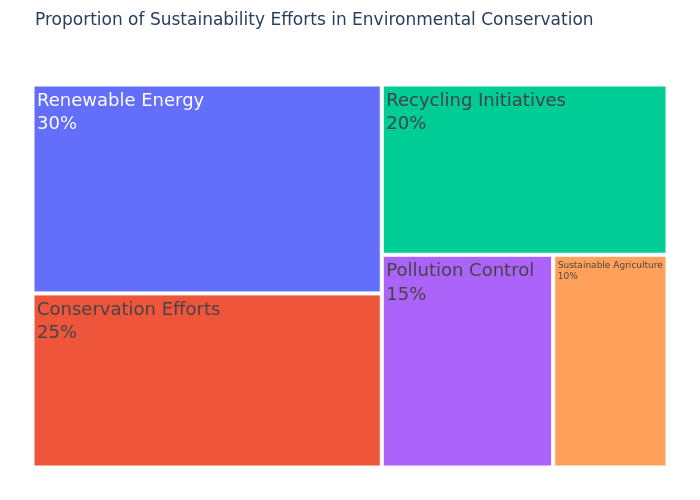 Proportion of Sustainability Efforts in Environmental Conservation
Renewable Energy
30%
Recycling Initiatives
20%
Conservation Efforts
25%
Pollution Control
15%
Sustainable Agriculture
10%